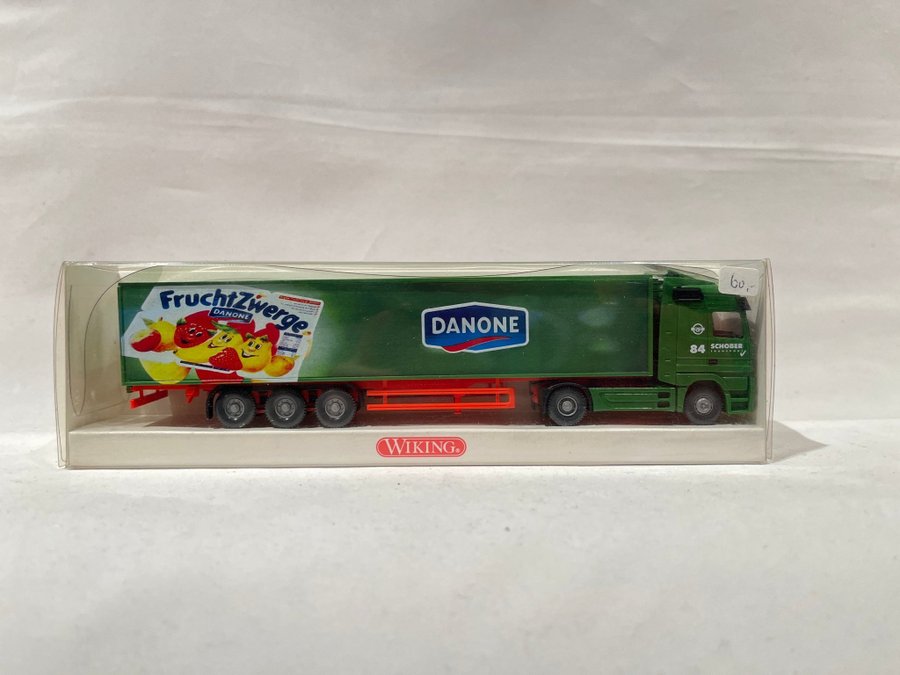 FruchtZwerge
DANONE
DANONE
60,-
84 SCHOBER
WIKING®